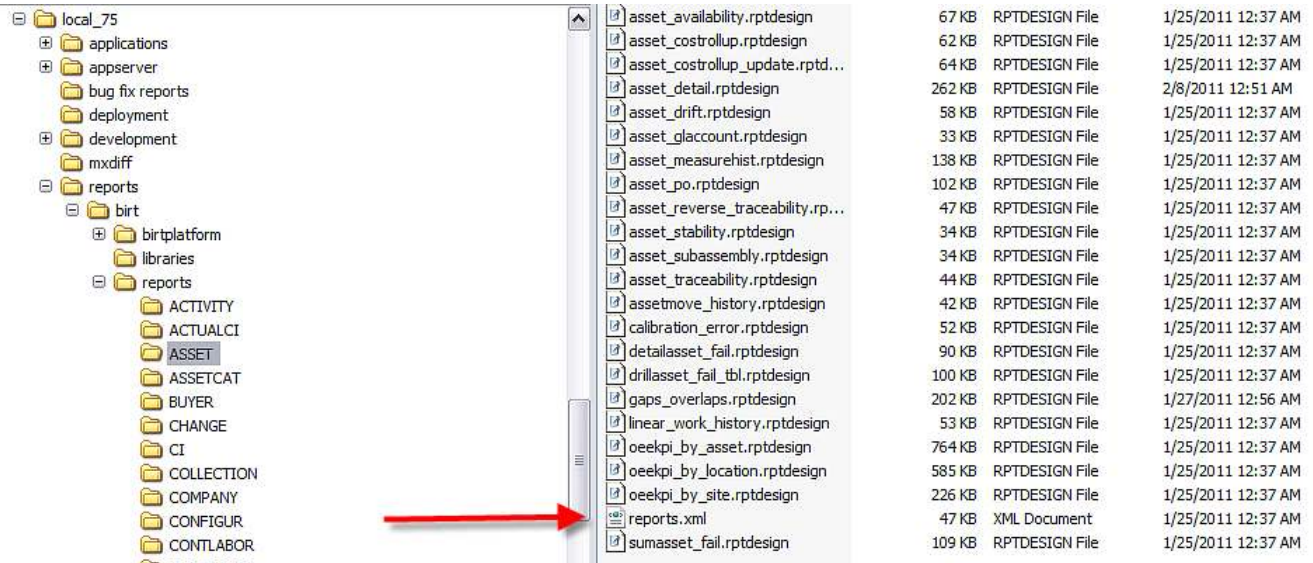 local_75
applications
appserver
bug fix reports
deployment
development
mxdiff
reports
birt
birtplatform
libraries
reports
ACTIVITY
ACTUALCI
ASSET
ASSETCAT
BUYER
CHANGE
CI
COLLECTION
COMPANY
CONFIGUR
CONTLABOR
asset_availability.rptdesign 67 KB RPTDESIGN File 1/25/2011 12:37 AM
asset_costrollup.rptdesign 62 KB RPTDESIGN File 1/25/2011 12:37 AM
asset_costrollup_update.rptd... 64 KB RPTDESIGN File 1/25/2011 12:37 AM
asset_detail.rptdesign 262 KB RPTDESIGN File 2/8/2011 12:51 AM
asset_drift.rptdesign 58 KB RPTDESIGN File 1/25/2011 12:37 AM
asset_glaccount.rptdesign 33 KB RPTDESIGN File 1/25/2011 12:37 AM
asset_measurehist.rptdesign 138 KB RPTDESIGN File 1/25/2011 12:37 AM
asset_po.rptdesign 102 KB RPTDESIGN File 1/25/2011 12:37 AM
asset_reverse_traceability.rp... 47 KB RPTDESIGN File 1/25/2011 12:37 AM
asset_stability.rptdesign 34 KB RPTDESIGN File 1/25/2011 12:37 AM
asset_subassembly.rptdesign 34 KB RPTDESIGN File 1/25/2011 12:37 AM
asset_traceability.rptdesign 44 KB RPTDESIGN File 1/25/2011 12:37 AM
assetmove_history.rptdesign 42 KB RPTDESIGN File 1/25/2011 12:37 AM
calibration_error.rptdesign 52 KB RPTDESIGN File 1/25/2011 12:37 AM
detailasset_fail.rptdesign 90 KB RPTDESIGN File 1/25/2011 12:37 AM
drillasset_fail_tbl.rptdesign 100 KB RPTDESIGN File 1/25/2011 12:37 AM
gaps_overlaps.rptdesign 202 KB RPTDESIGN File 1/27/2011 12:56 AM
linear_work_history.rptdesign 53 KB RPTDESIGN File 1/25/2011 12:37 AM
oeekpi_by_asset.rptdesign 764 KB RPTDESIGN File 1/25/2011 12:37 AM
oeekpi_by_location.rptdesign 585 KB RPTDESIGN File 1/25/2011 12:37 AM
oeekpi_by_site.rptdesign 226 KB RPTDESIGN File 1/25/2011 12:37 AM
reports.xml 47 KB XML Document 1/25/2011 12:37 AM
sumasset_fail.rptdesign 109 KB RPTDESIGN File 1/25/2011 12:37 AM